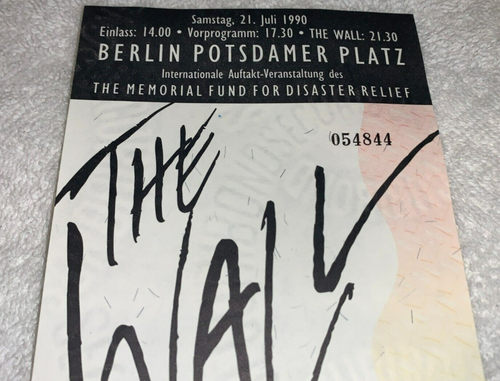 Samstag, 21. Juli 1990
Einlass: 14.00 • Vorprogramm: 17.30 • THE WALL: 21.30
BERLIN POTSDAMER PLATZ
Internationale Auftakt-Veranstaltung des
THE MEMORIAL FUND FOR DISASTER RELIEF
054844
THE
WALL